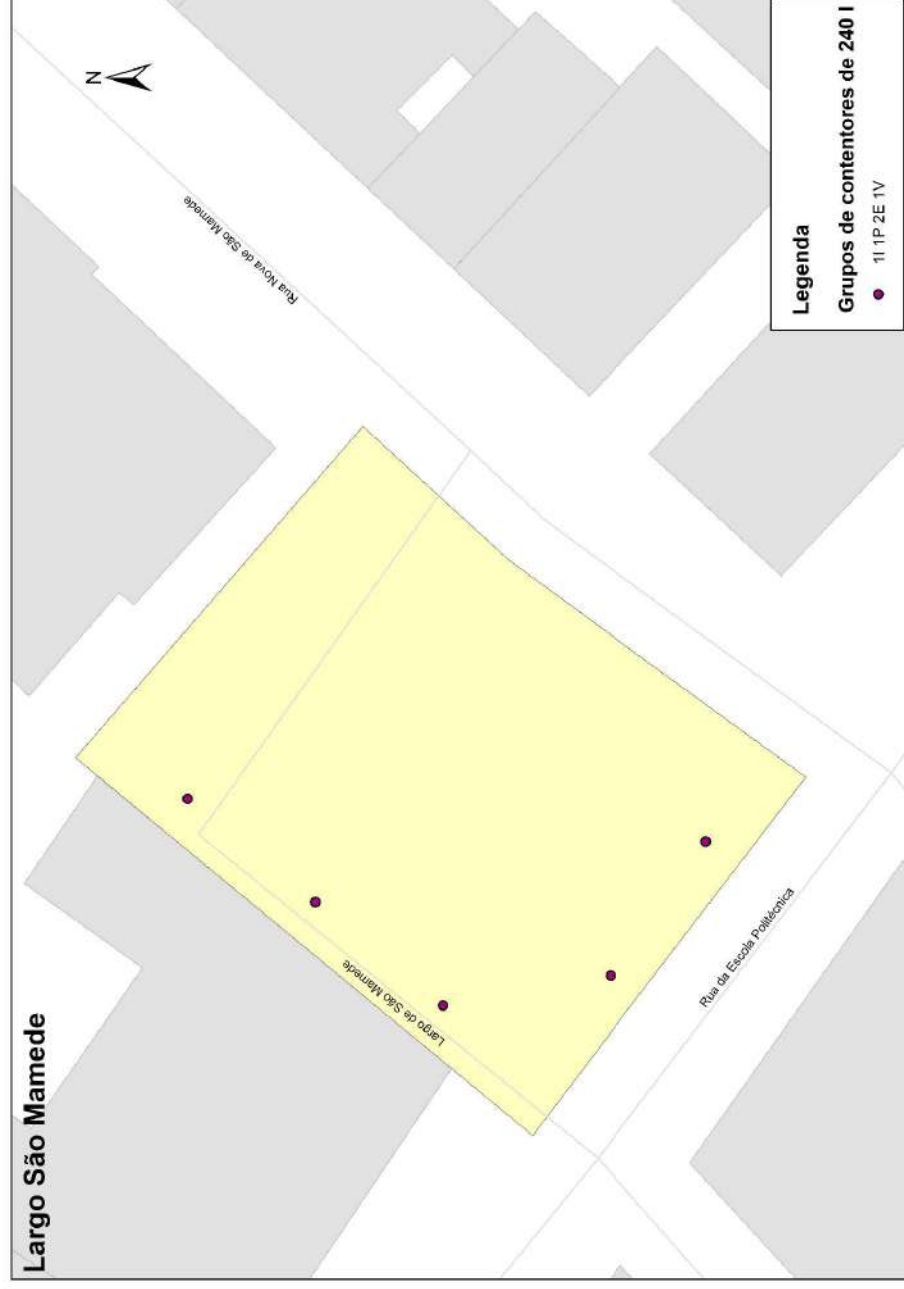 Largo São Mamede
N
Rua Nova de São Mamede
Largo de São Mamede
Rua da Escola Politécnica
Legenda
Grupos de contentores de 240 l
1I 1P 2E 1V